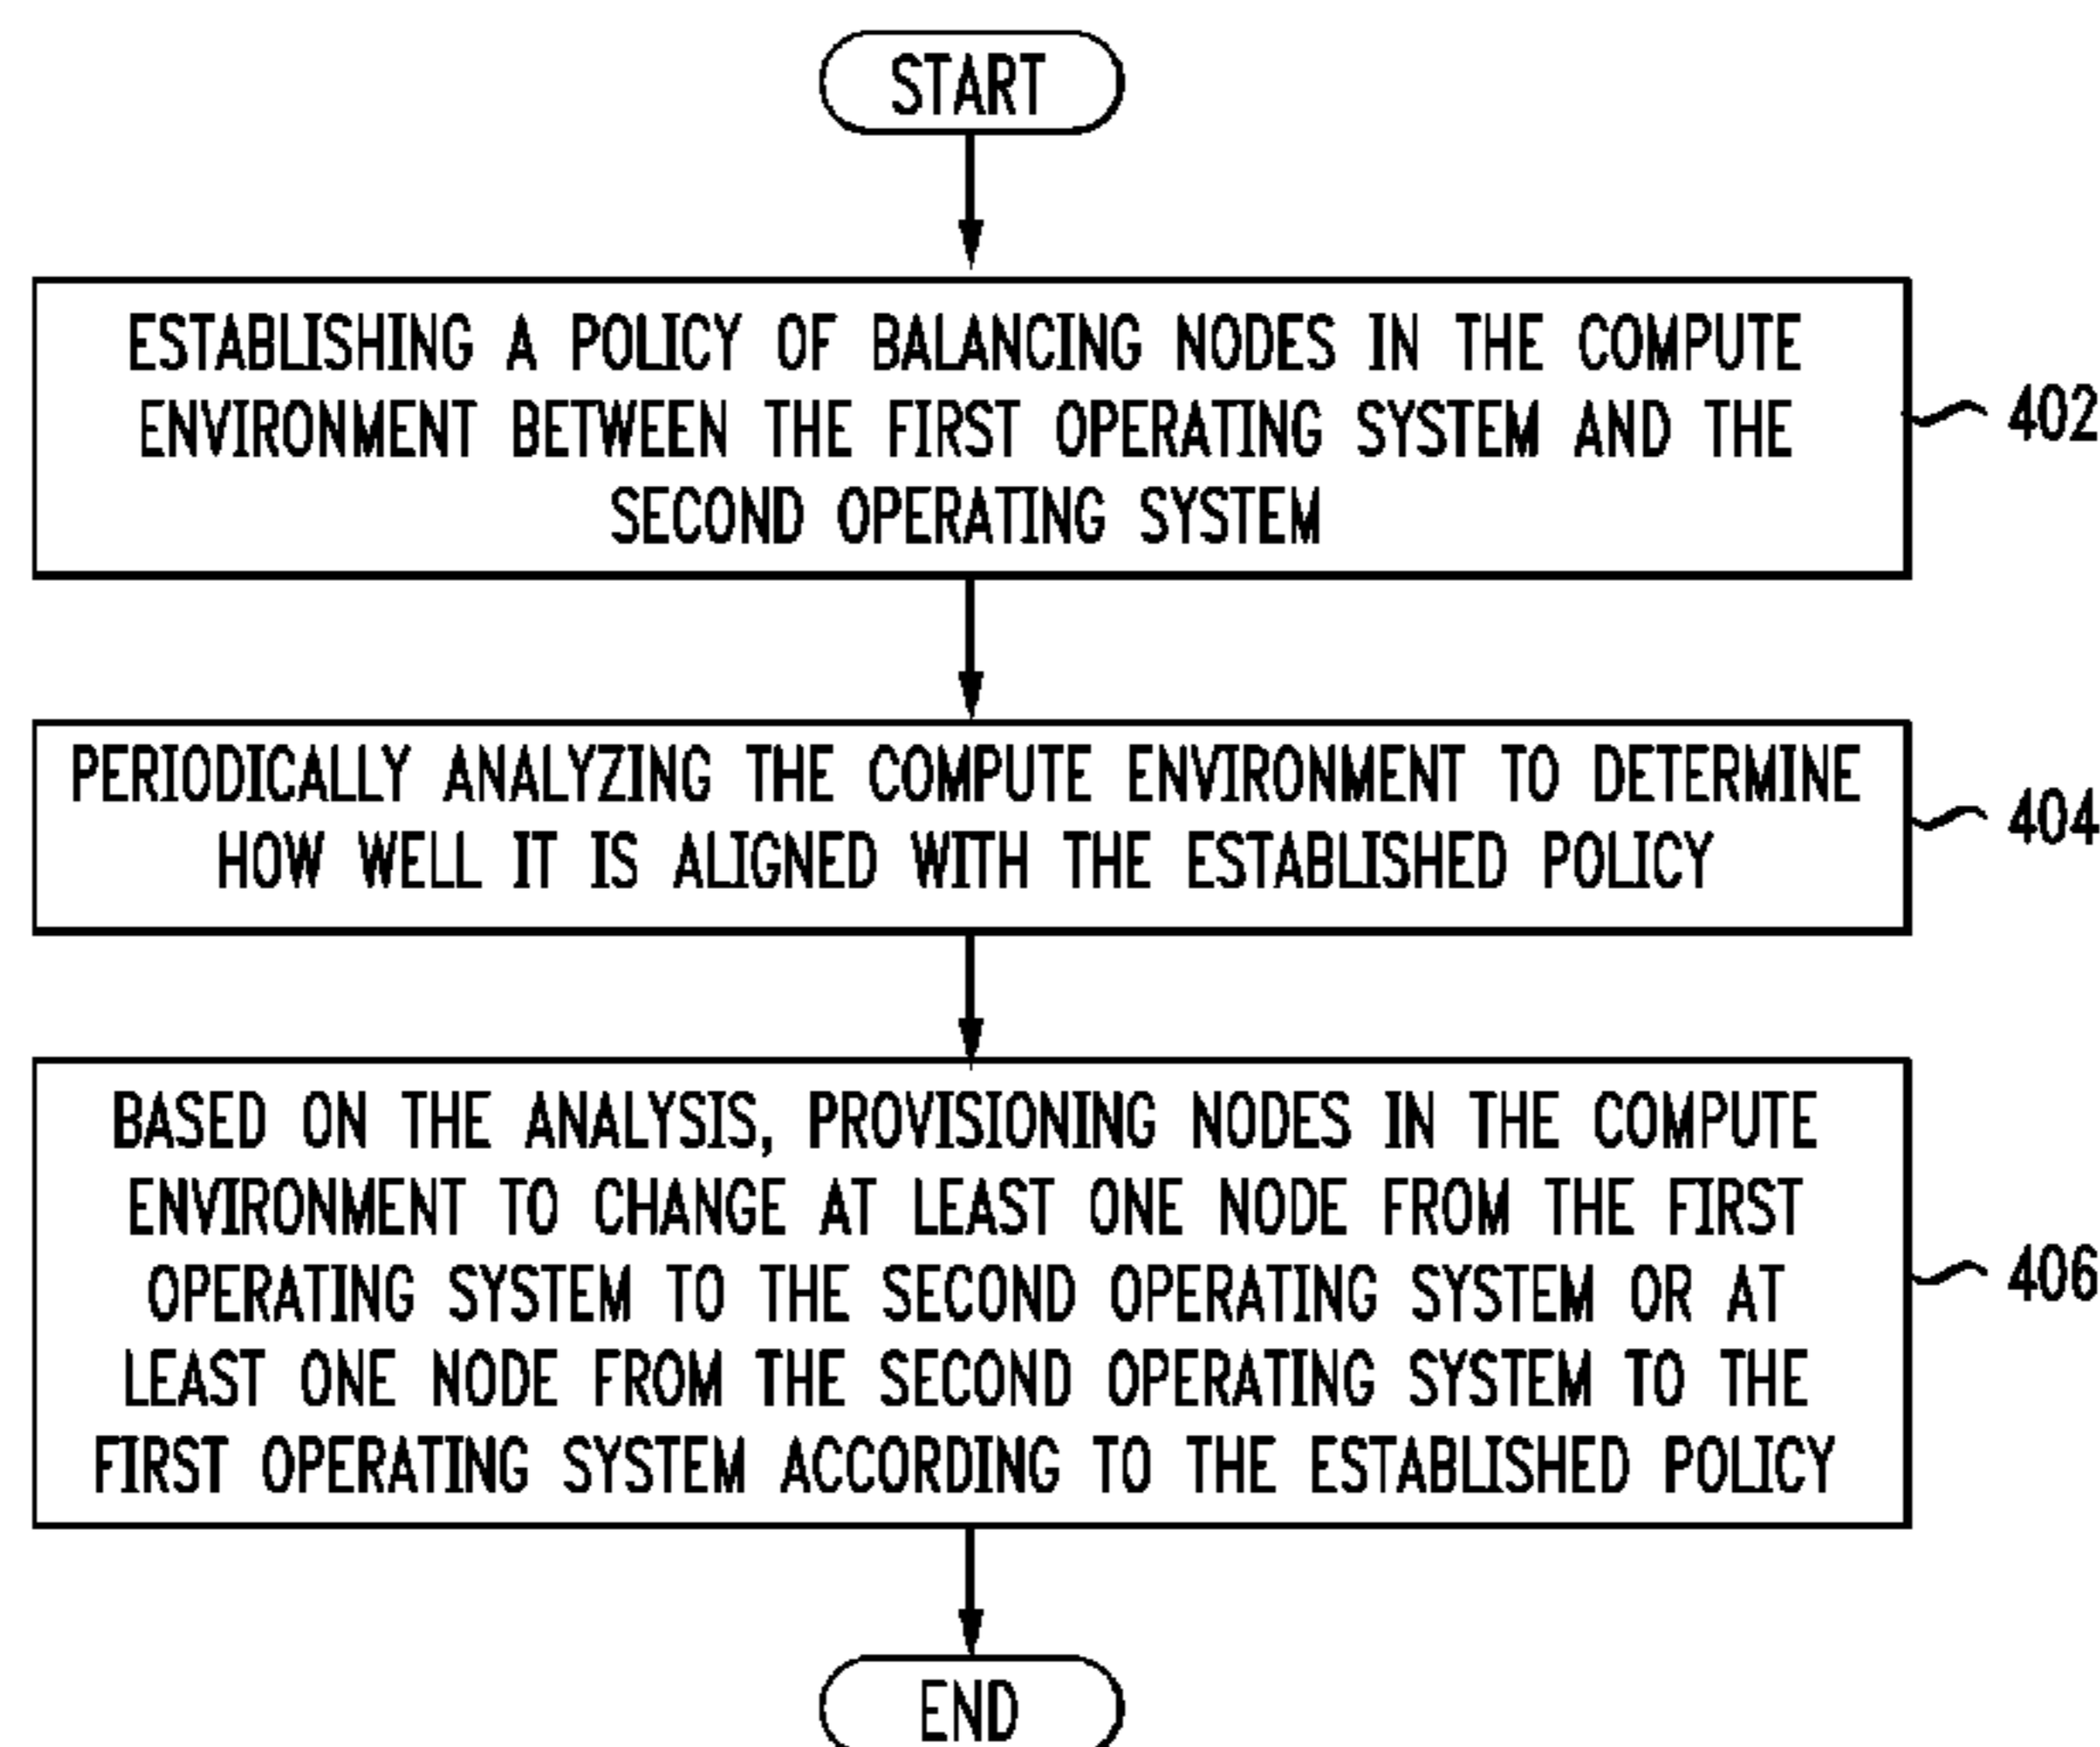 START
ESTABLISHING A POLICY OF BALANCING NODES IN THE COMPUTE
ENVIRONMENT BETWEEN THE FIRST OPERATING SYSTEM AND THE
SECOND OPERATING SYSTEM
402
PERIODICALLY ANALYZING THE COMPUTE ENVIRONMENT TO DETERMINE
HOW WELL IT IS ALIGNED WITH THE ESTABLISHED POLICY
404
BASED ON THE ANALYSIS, PROVISIONING NODES IN THE COMPUTE
ENVIRONMENT TO CHANGE AT LEAST ONE NODE FROM THE FIRST
OPERATING SYSTEM TO THE SECOND OPERATING SYSTEM OR AT
LEAST ONE NODE FROM THE SECOND OPERATING SYSTEM TO THE
FIRST OPERATING SYSTEM ACCORDING TO THE ESTABLISHED POLICY
406
END